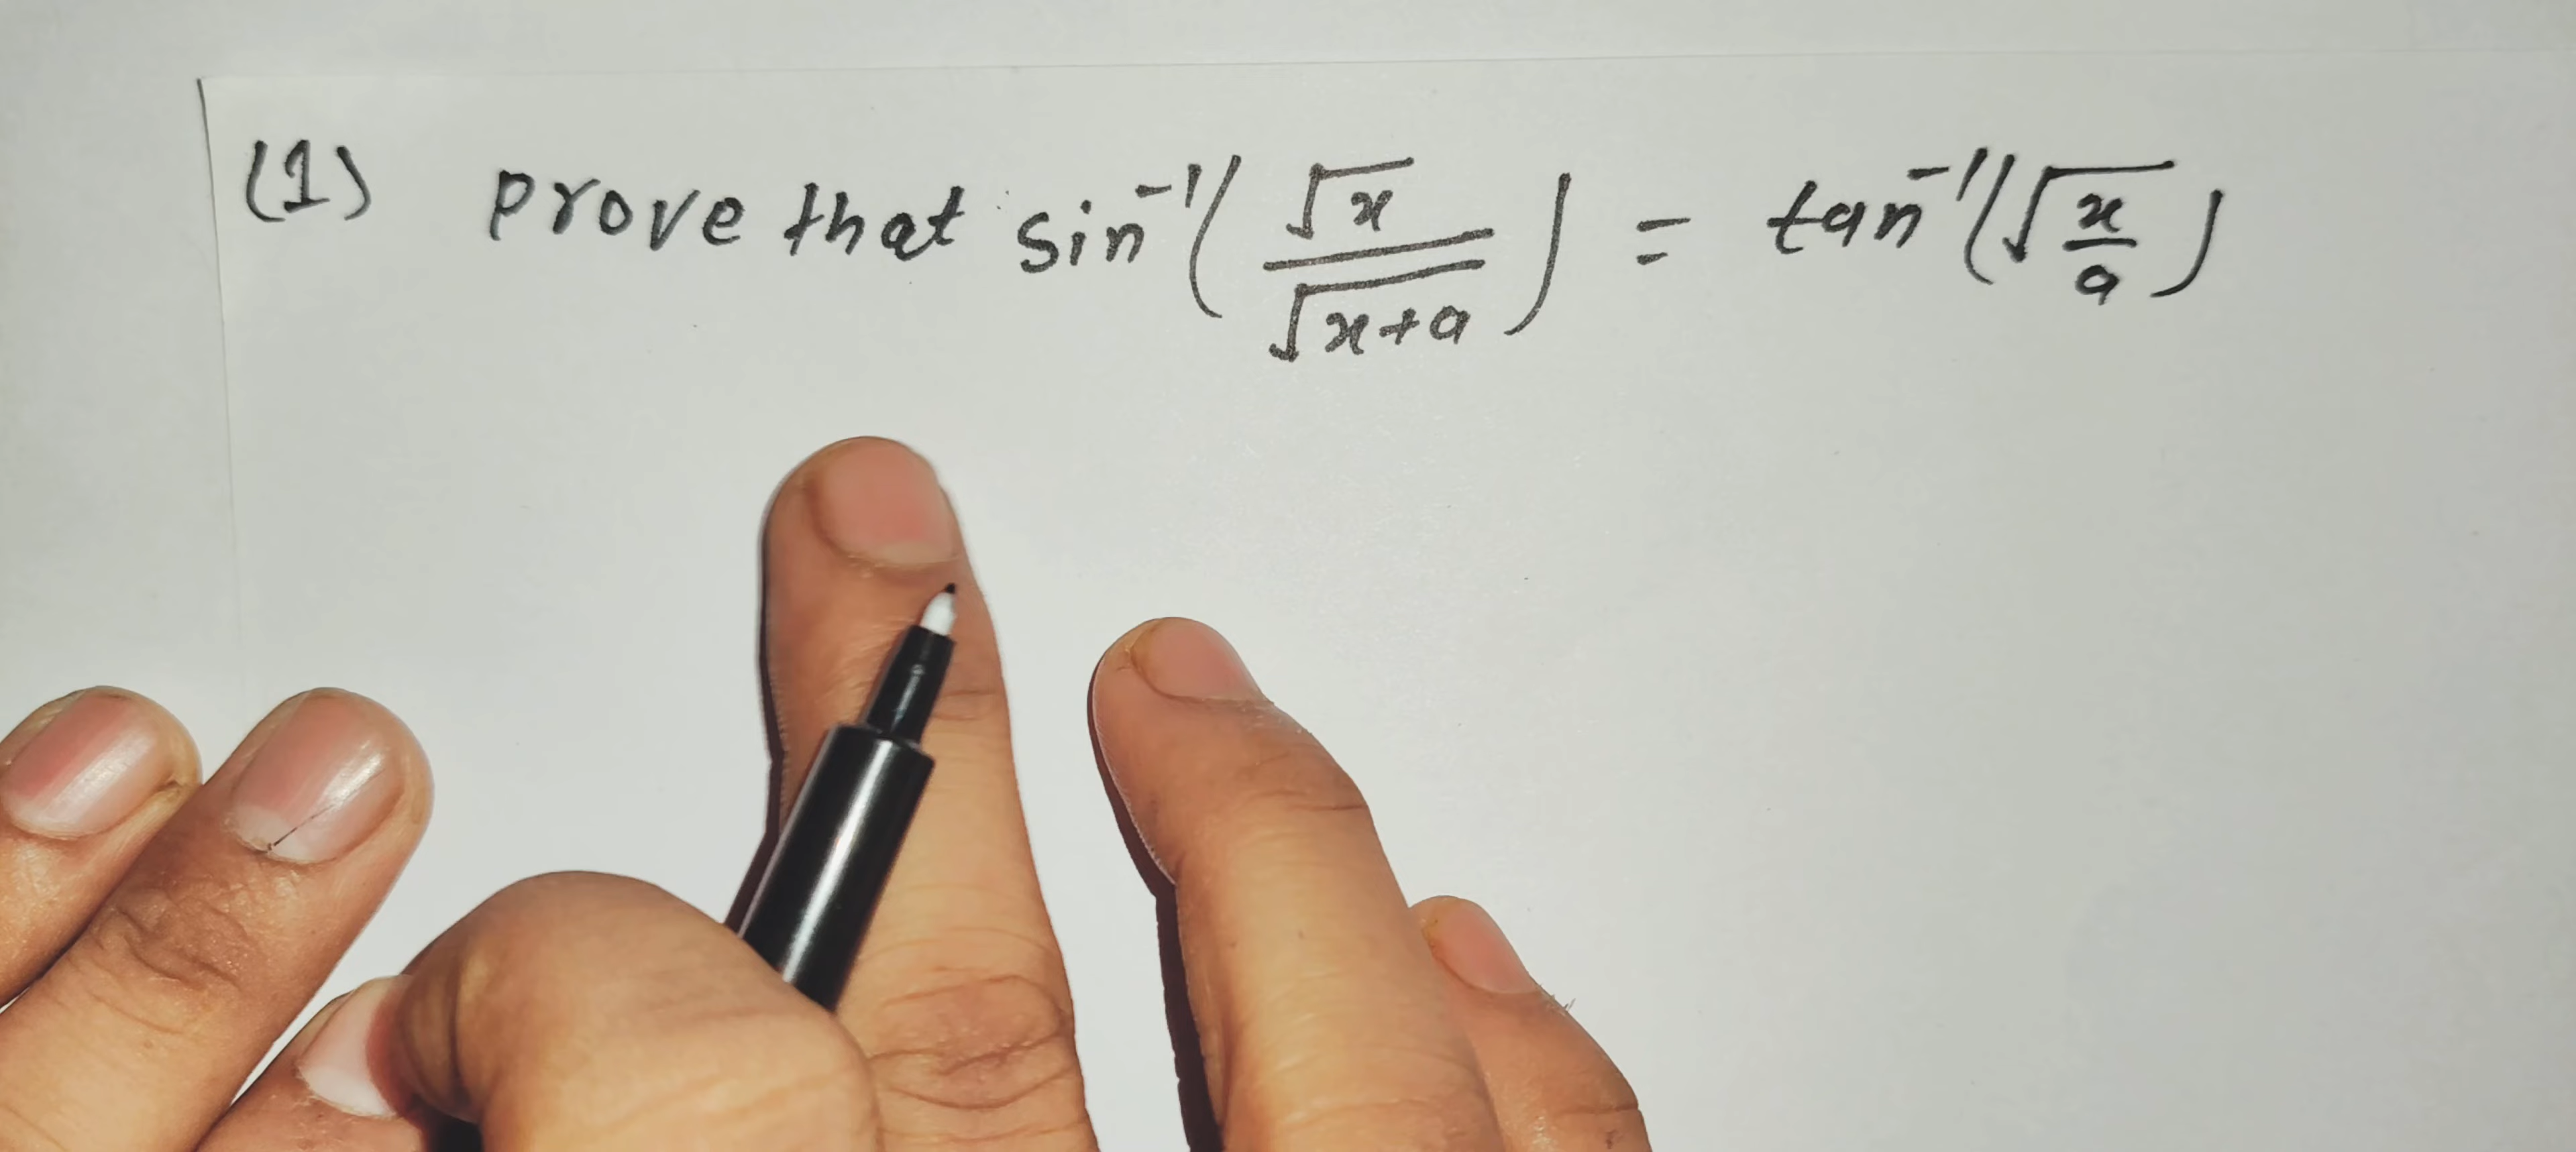 (1) prove that sin⁻¹(√x/√x+a) = tan⁻¹(√x/a)